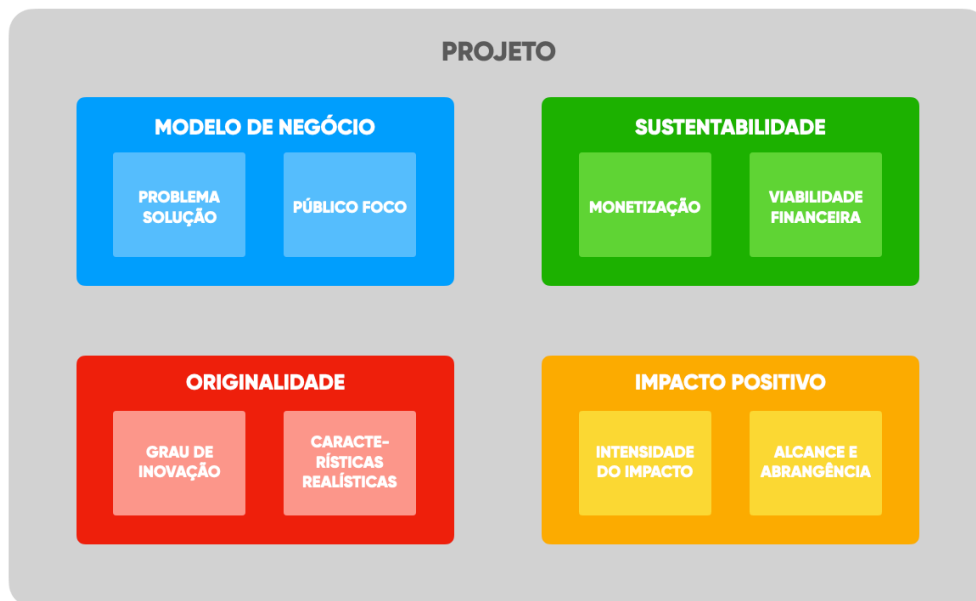 PROJETO
MODELO DE NEGÓCIO
PROBLEMA
SOLUÇÃO
PÚBLICO FOCO
SUSTENTABILIDADE
MONETIZAÇÃO
VIABILIDADE
FINANCEIRA
ORIGINALIDADE
GRAU DE
INOVAÇÃO
CARACTE-
RÍSTICAS
REALÍSTICAS
IMPACTO POSITIVO
INTENSIDADE
DO IMPACTO
ALCANCE E
ABRANGÊNCIA